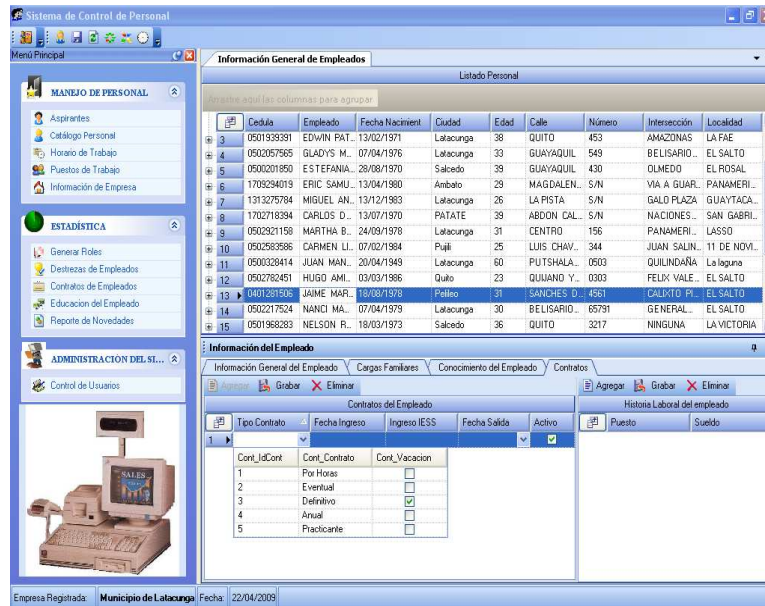 Sistema de Control de Personal
Menú Principal
MANEJO DE PERSONAL
Aspirantes
Catálogo Personal
Horario de Trabajo
Puestos de Trabajo
Información de Empresa
ESTADÍSTICA
Generar Roles
Destrezas de Empleados
Contratos de Empleados
Educacion del Empleado
Reporte de Novedades
ADMINISTRACIÓN DEL SI...
Control de Usuarios
SALES
Información General de Empleados
Listado Personal
Arrastre aquí las columnas para agrupar
Cedula Empleado Fecha Nacimient Ciudad Edad Calle Número Intersección Localidad
3 0501939391 EDWIN PAT... 13/02/1971 Latacunga 38 QUITO 453 AMAZONAS LA FAE
4 0502057565 GLADYS M... 07/04/1976 Latacunga 33 GUAYAQUIL 549 BELISARIO... EL SALTO
5 0500201850 ESTEFANIA... 28/08/1970 Salcedo 39 GUAYAQUIL 430 OLMEDO EL ROSAL
6 1709294019 ERIC SAMU... 13/04/1980 Ambato 29 MAGDALEN... S/N VIA A GUAR... PANAMERI...
7 1313275784 MIGUEL AN... 13/12/1983 Latacunga 26 LA PISTA S/N GALO PLAZA GUAYTACA...
8 1702718394 CARLOS D... 13/07/1970 PATATE 39 ABDON CAL... S/N NACIONES... SAN GABRI...
9 0502921158 MARTHA B... 24/09/1978 Latacunga 31 CENTRO 156 PANAMERI... LASSO
10 0502583586 CARMEN LI... 07/02/1984 Pujili 25 LUIS CHAV... 344 JUAN SALIN... 11 DE NOVI...
11 0500328414 JUAN MAN... 20/04/1949 Latacunga 60 PUTSHALA... 0503 QUILINDAÑA La laguna
12 0502782451 HUGO AMI... 03/03/1986 Quito 23 QUIJANO Y... 0303 FELIX VALE... EL SALTO
13 0401281506 JAIME MAR... 18/08/1978 Pelileo 31 SANCHES D... 4561 CALIXTO PI... EL SALTO
14 0502217524 NANCI MA... 07/04/1979 Latacunga 30 BELISARIO... 65791 GENERAL... EL SALTO
15 0501968283 NELSON R... 18/03/1973 Salcedo 36 QUITO 3217 NINGUNA LA VICTORIA
Información del Empleado
Información General del Empleado Cargas Familiares Conocimiento del Empleado Contratos
Agregar Grabar Eliminar Agregar Grabar Eliminar
Contratos del Empleado Historia Laboral del empleado
Tipo Contrato Fecha Ingreso Ingreso IESS Fecha Salida Activo Puesto Sueldo
1
Cont_IdCont Cont_Contrato Cont_Vacacion
1 Por Horas
2 Eventual
3 Definitivo
4 Anual
5 Practicante
Empresa Registrada: Municipio de Latacunga Fecha: 22/04/2009